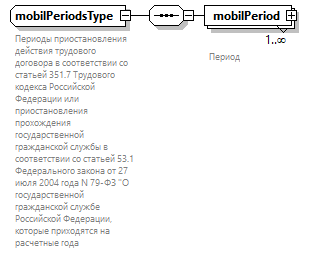 mobilPeriodsType
mobilPeriod
1..∞
Периоды приостановления
действия трудового
договора в соответствии со
статьей 351.7 Трудового
кодекса Российской
Федерации или
приостановления
прохождения
государственной
гражданской службы в
соответствии со статьей 53.1
Федерального закона от 27
июля 2004 года N 79-ФЗ "О
государственной
гражданской службе
Российской Федерации,
которые приходятся на
расчетные года
Период